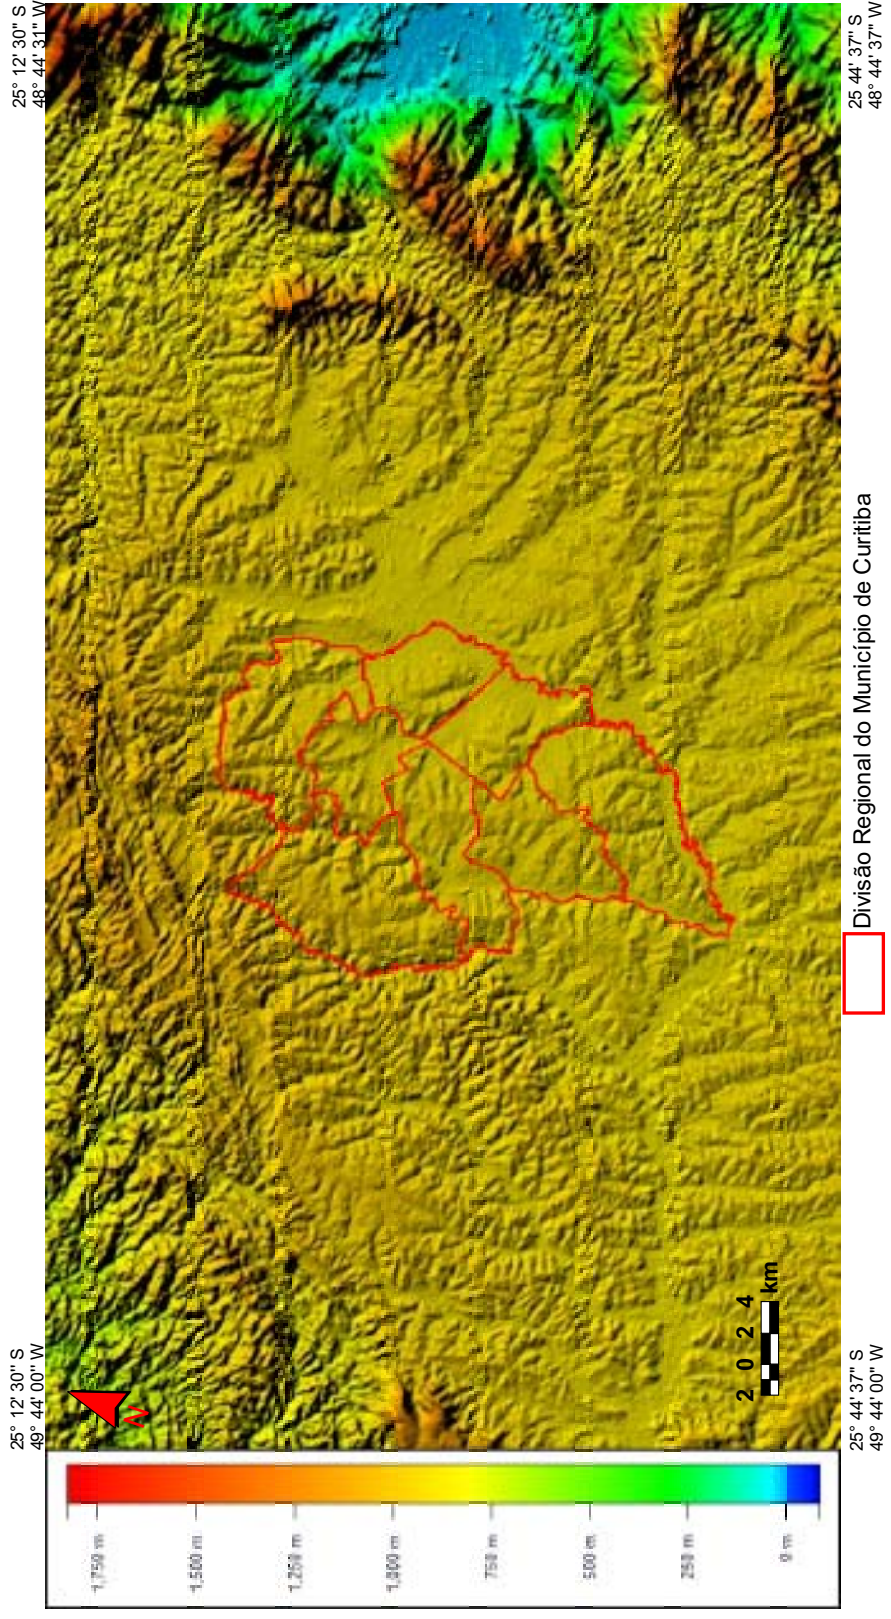 25° 12' 30'' S
49° 44' 00'' W
25° 12' 30'' S
48° 44' 31'' W
N
1,750 m
1,500 m
1,250 m
1,000 m
750 m
500 m
250 m
0 m
2 0 2 4
km
25° 44' 37'' S
49° 44' 00'' W
Divisão Regional do Município de Curitiba
25 44' 37'' S
48° 44' 37'' W